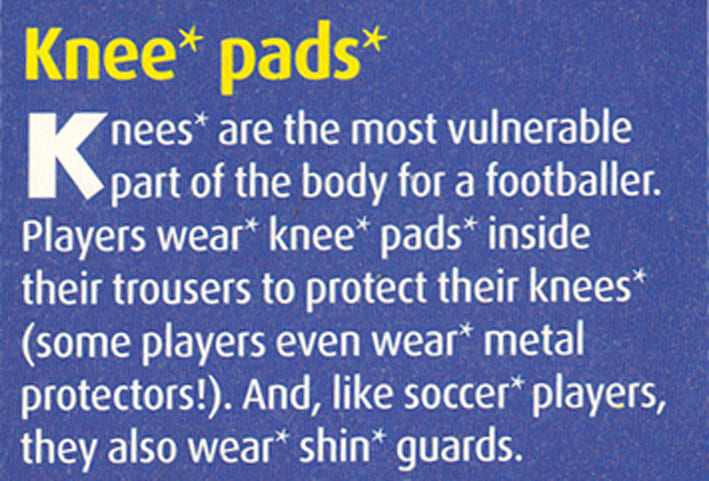 Knee* pads*
Knees* are the most vulnerable
part of the body for a footballer.
Players wear* knee* pads* inside
their trousers to protect their knees*
(some players even wear* metal
protectors!). And, like soccer* players,
they also wear* shin* guards.